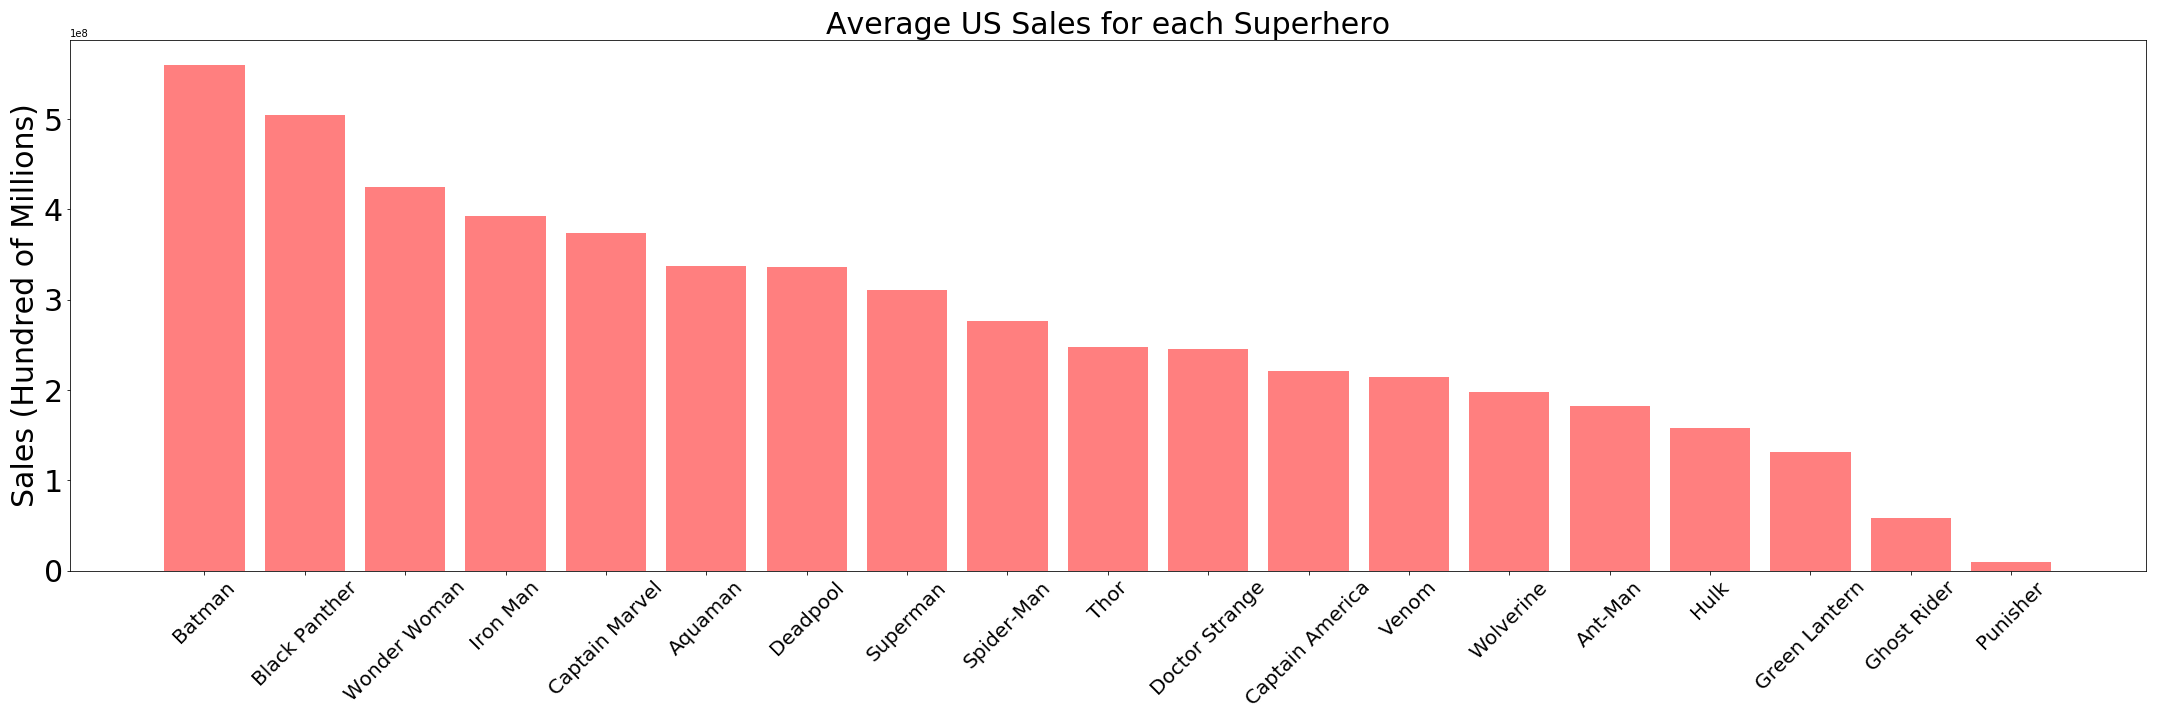 Average US Sales for each Superhero
1e8
Sales (Hundred of Millions)
5
4
3
2
1
0
Batman
Black Panther
Wonder Woman
Iron Man
Captain Marvel
Aquaman
Deadpool
Superman
Spider-Man
Thor
Doctor Strange
Captain America
Venom
Wolverine
Ant-Man
Hulk
Green Lantern
Ghost Rider
Punisher